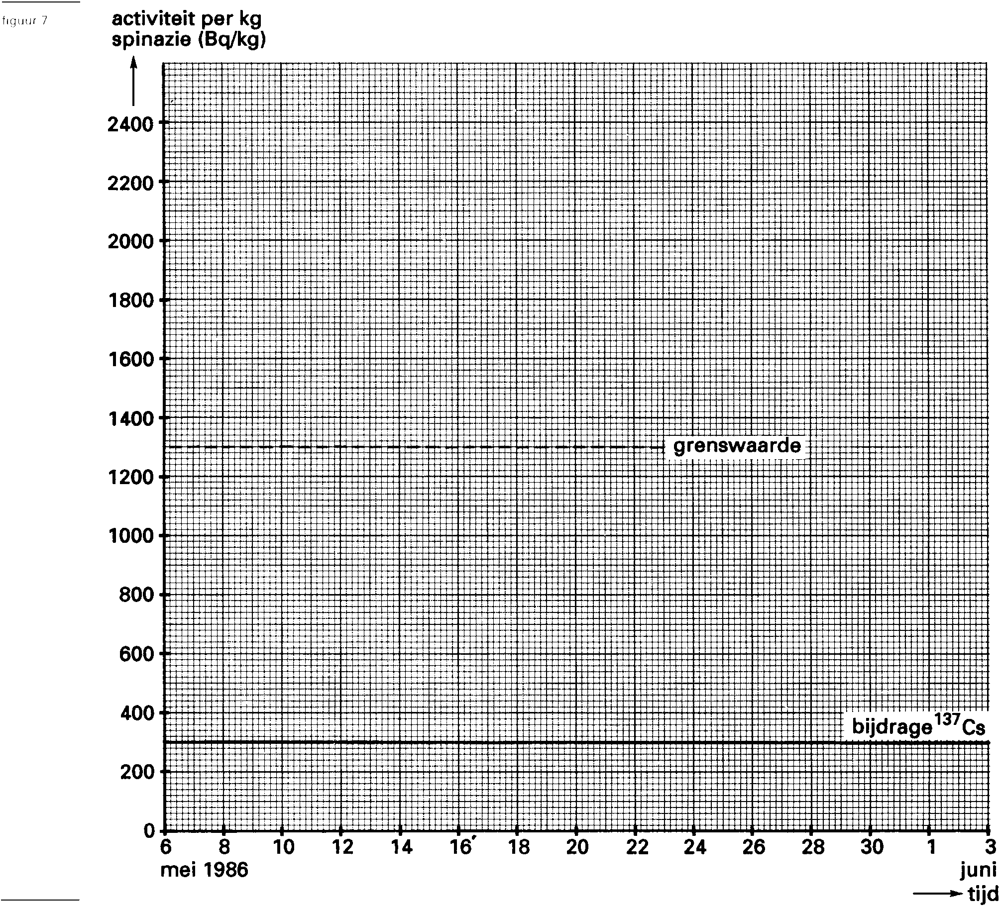 figuur 7
activiteit per kg
spinazie (Bq/kg)
2400
2200
2000
1800
1600
1400
grenswaarde
1200
1000
800
600
400
bijdrage ¹³⁷Cs
200
0
6 8 10 12 14 16 18 20 22 24 26 28 30 1 3
mei 1986 juni
tijd